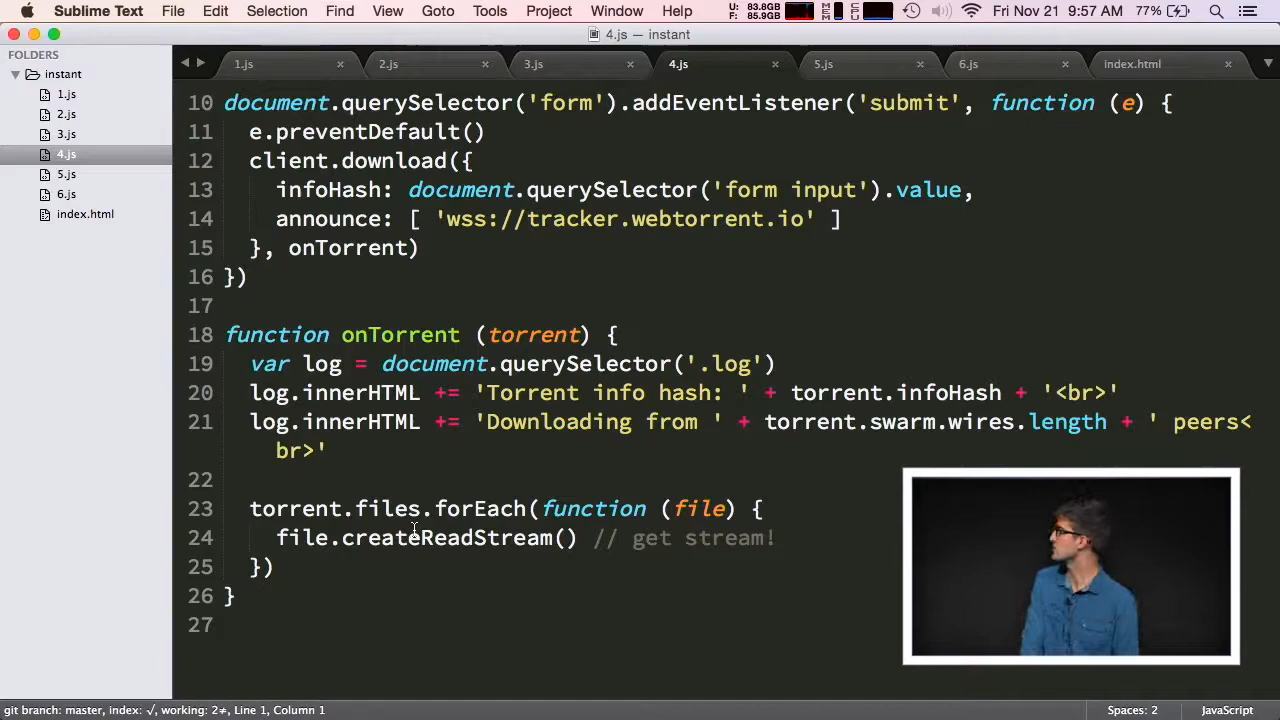 Sublime Text File Edit Selection Find View Goto Tools Project Window Help U: 83.8GB F: 85.9GB Fri Nov 21 9:57 AM 77%
4.js — instant
FOLDERS
instant
1.js
2.js
3.js
4.js
5.js
6.js
index.html
1.js 2.js 3.js 4.js 5.js 6.js index.html
10 document.querySelector('form').addEventListener('submit', function (e) {
11 e.preventDefault()
12 client.download({
13 infoHash: document.querySelector('form input').value,
14 announce: [ 'wss://tracker.webtorrent.io' ]
15 }, onTorrent)
16 })
17
18 function onTorrent (torrent) {
19 var log = document.querySelector('.log')
20 log.innerHTML += 'Torrent info hash: ' + torrent.infoHash + '<br>'
21 log.innerHTML += 'Downloading from ' + torrent.swarm.wires.length + ' peers<
br>'
22
23 torrent.files.forEach(function (file) {
24 file.createReadStream() // get stream!
25 })
26 }
27
git branch: master, index: √, working: 2≠, Line 1, Column 1 Spaces: 2 JavaScript